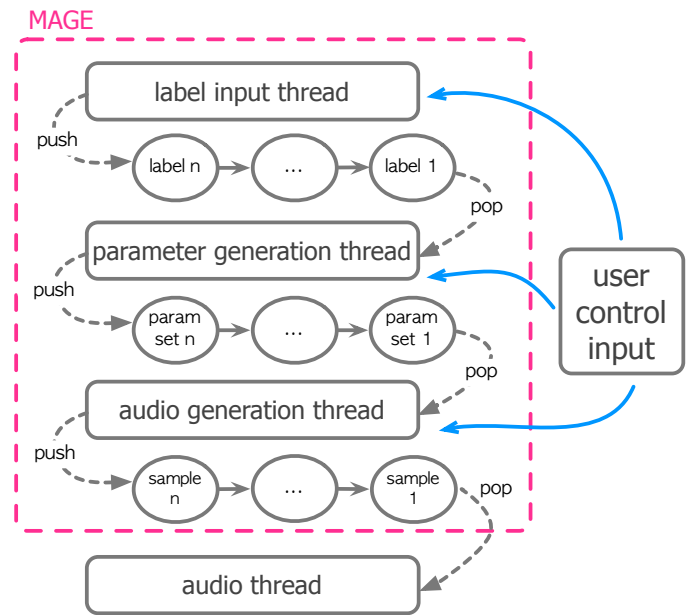 MAGE
label input thread
push
label n
...
label 1
pop
parameter generation thread
push
param
set n
...
param
set 1
pop
audio generation thread
push
sample
n
...
sample
1
pop
audio thread
user
control
input